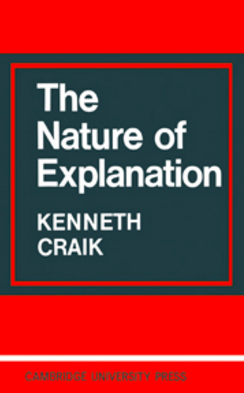 The
Nature of
Explanation
KENNETH
CRAIK
CAMBRIDGE UNIVERSITY PRESS